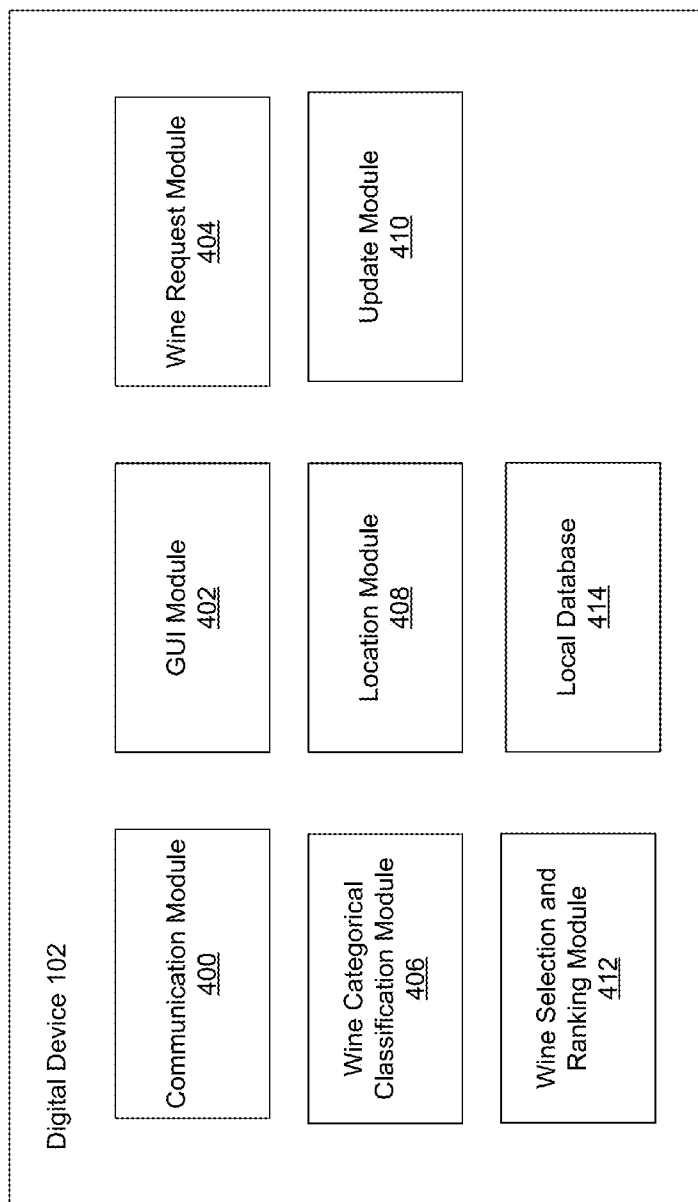 Digital Device 102
Communication Module
400
GUI Module
402
Wine Request Module
404
Wine Categorical
Classification Module
406
Location Module
408
Update Module
410
Wine Selection and
Ranking Module
412
Local Database
414